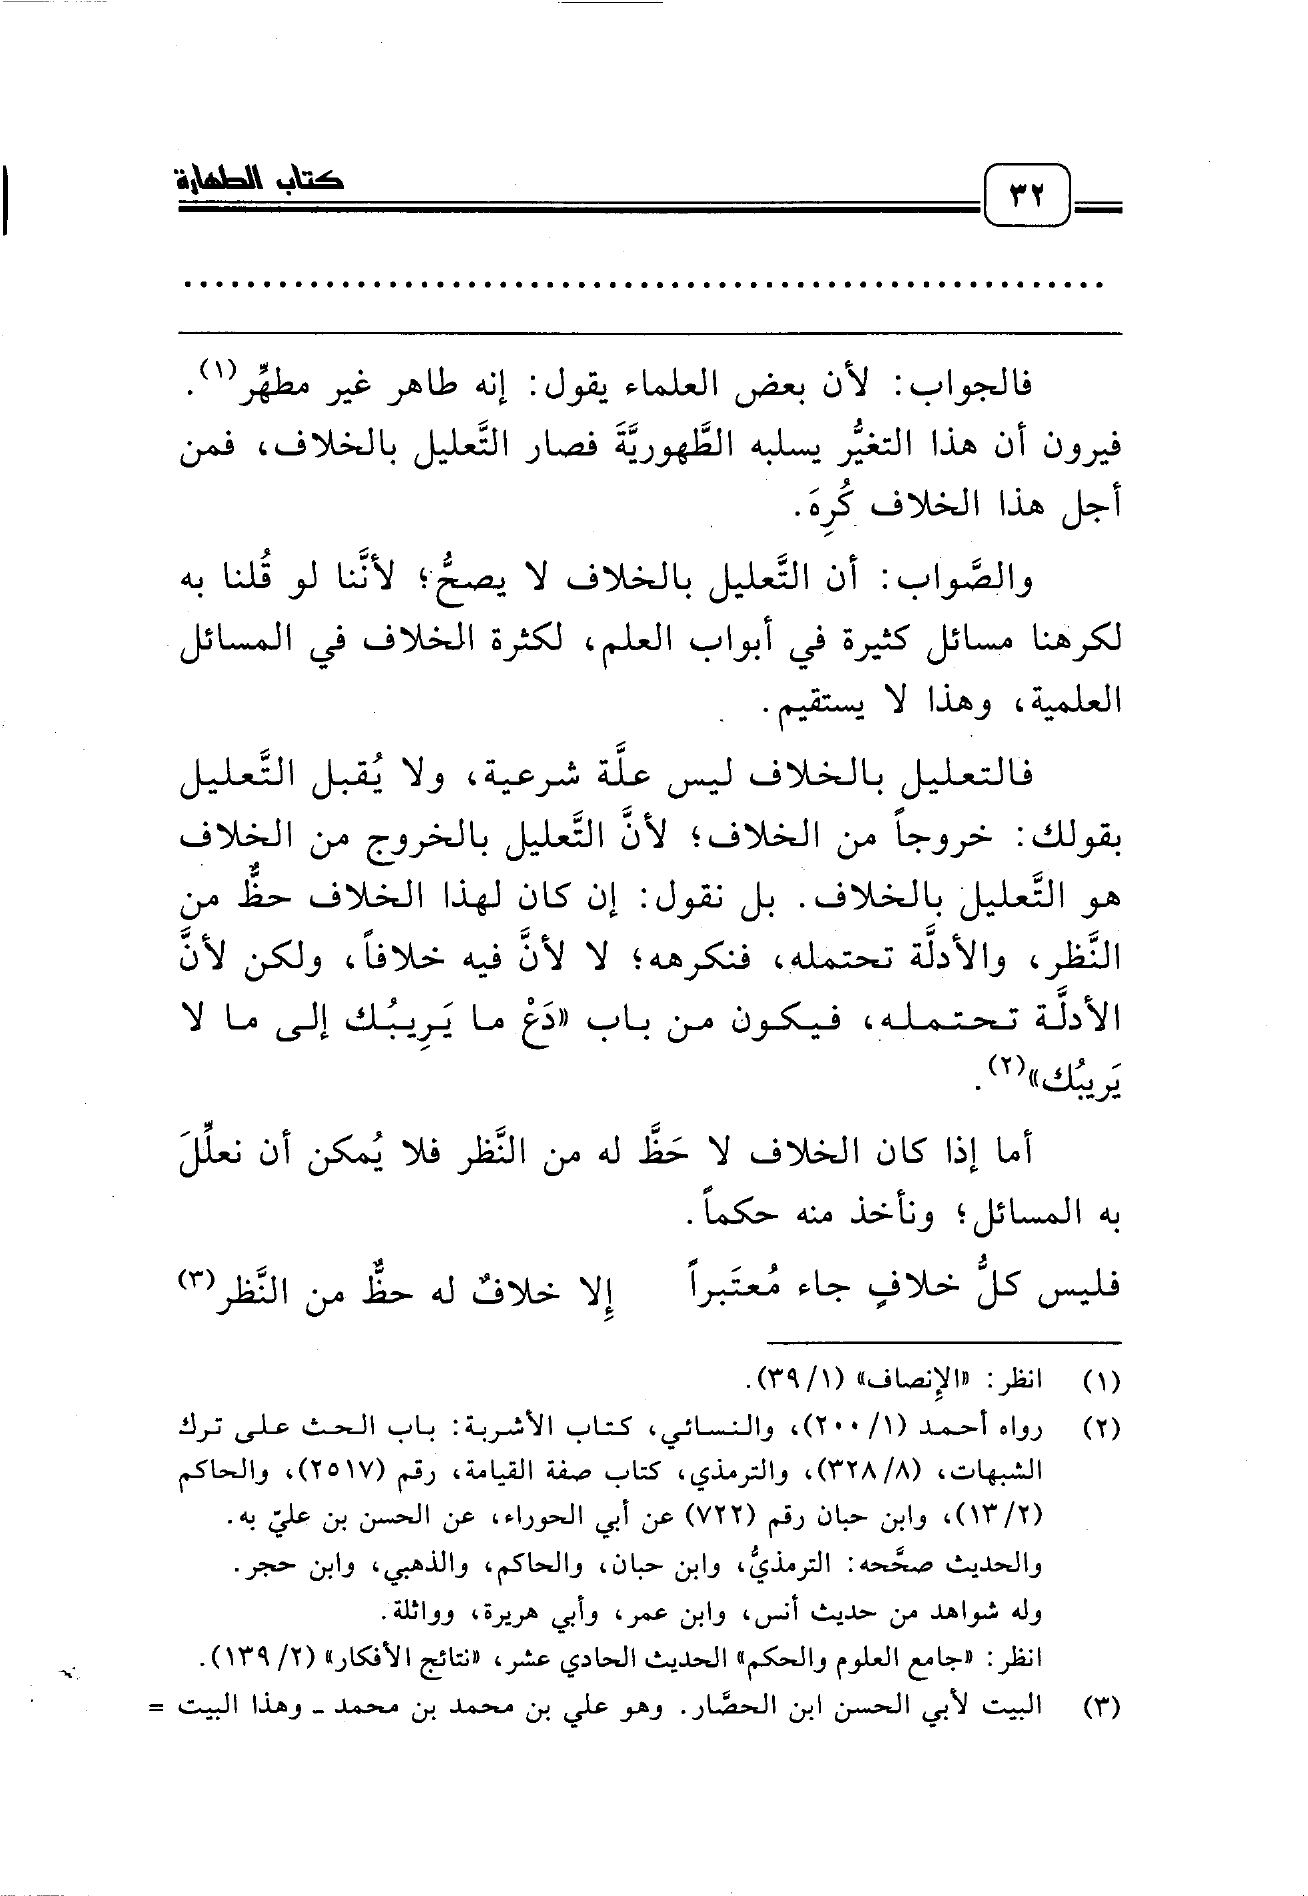 ٣٢ كتاب الطهارة
فالجواب: لأن بعض العلماء يقول: إنه طاهر غير مطهِّر(١).
فيرون أن هذا التغيُّر يسلبه الطَّهوريَّةَ فصار التَّعليل بالخلاف، فمن
أجل هذا الخلاف كُرِهَ.
والصَّواب: أن التَّعليل بالخلاف لا يصحُّ؛ لأنَّنا لو قُلنا به
لكرهنا مسائل كثيرة في أبواب العلم، لكثرة الخلاف في المسائل
العلمية، وهذا لا يستقيم.
فالتعليل بالخلاف ليس علَّة شرعية، ولا يُقبل التَّعليل
بقولك: خروجاً من الخلاف؛ لأنَّ التَّعليل بالخروج من الخلاف
هو التَّعليل بالخلاف. بل نقول: إن كان لهذا الخلاف حظٌّ من
النَّظر، والأدلَّة تحتمله، فنكرهه؛ لا لأنَّ فيه خلافاً، ولكن لأنَّ
الأدلَّة تحتمله، فيكون من باب «دَعْ ما يَرِيبُك إلى ما لا
يَريبُك»(٢).
أما إذا كان الخلاف لا حَظَّ له من النَّظر فلا يُمكن أن نعلِّلَ
به المسائل؛ ونأخذ منه حكماً.
فليس كلُّ خلافٍ جاء مُعتَبراً إلا خلافٌ له حظٌّ من النَّظر(٣)
(١) انظر: «الإنصاف» (٣٩/١).
(٢) رواه أحمد (٢٠٠/١)، والنسائي، كتاب الأشربة: باب الحث على ترك
الشبهات، (٣٢٨/٨)، والترمذي، كتاب صفة القيامة، رقم (٢٥١٧)، والحاكم
(١٣/٢)، وابن حبان رقم (٧٢٢) عن أبي الحوراء، عن الحسن بن عليّ به.
والحديث صحَّحه: الترمذيُّ، وابن حبان، والحاكم، والذهبي، وابن حجر.
وله شواهد من حديث أنس، وابن عمر، وأبي هريرة، وواثلة.
انظر: «جامع العلوم والحكم» الحديث الحادي عشر، «نتائج الأفكار» (١٣٩/٢).
(٣) البيت لأبي الحسن ابن الحصَّار. وهو علي بن محمد بن محمد ـ وهذا البيت =